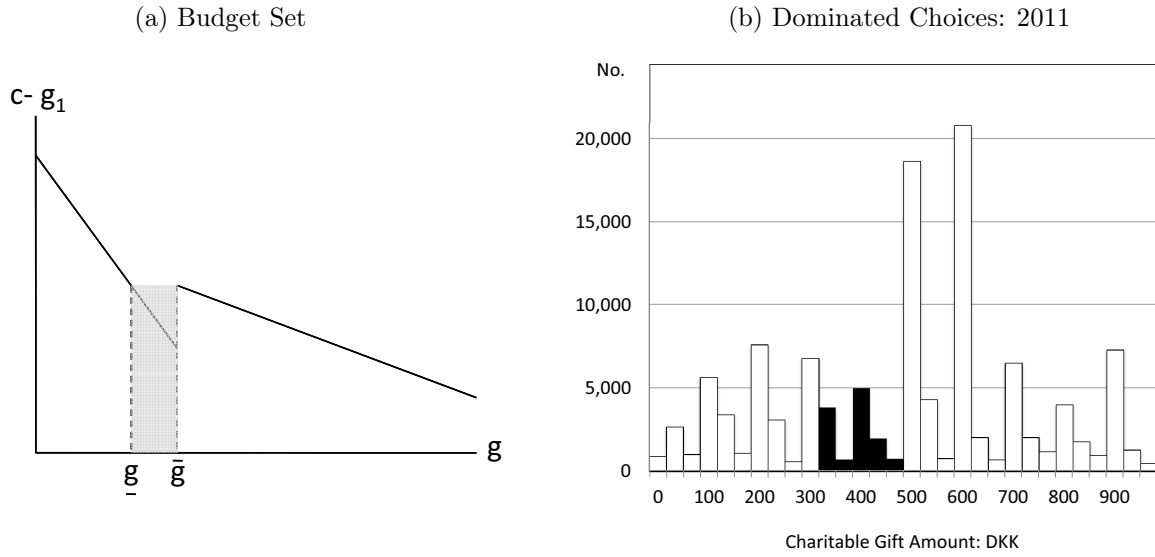 (a) Budget Set
c- g₁
g
g̲
g̅
(b) Dominated Choices: 2011
No.
20,000
15,000
10,000
5,000
0
0 100 200 300 400 500 600 700 800 900
Charitable Gift Amount: DKK